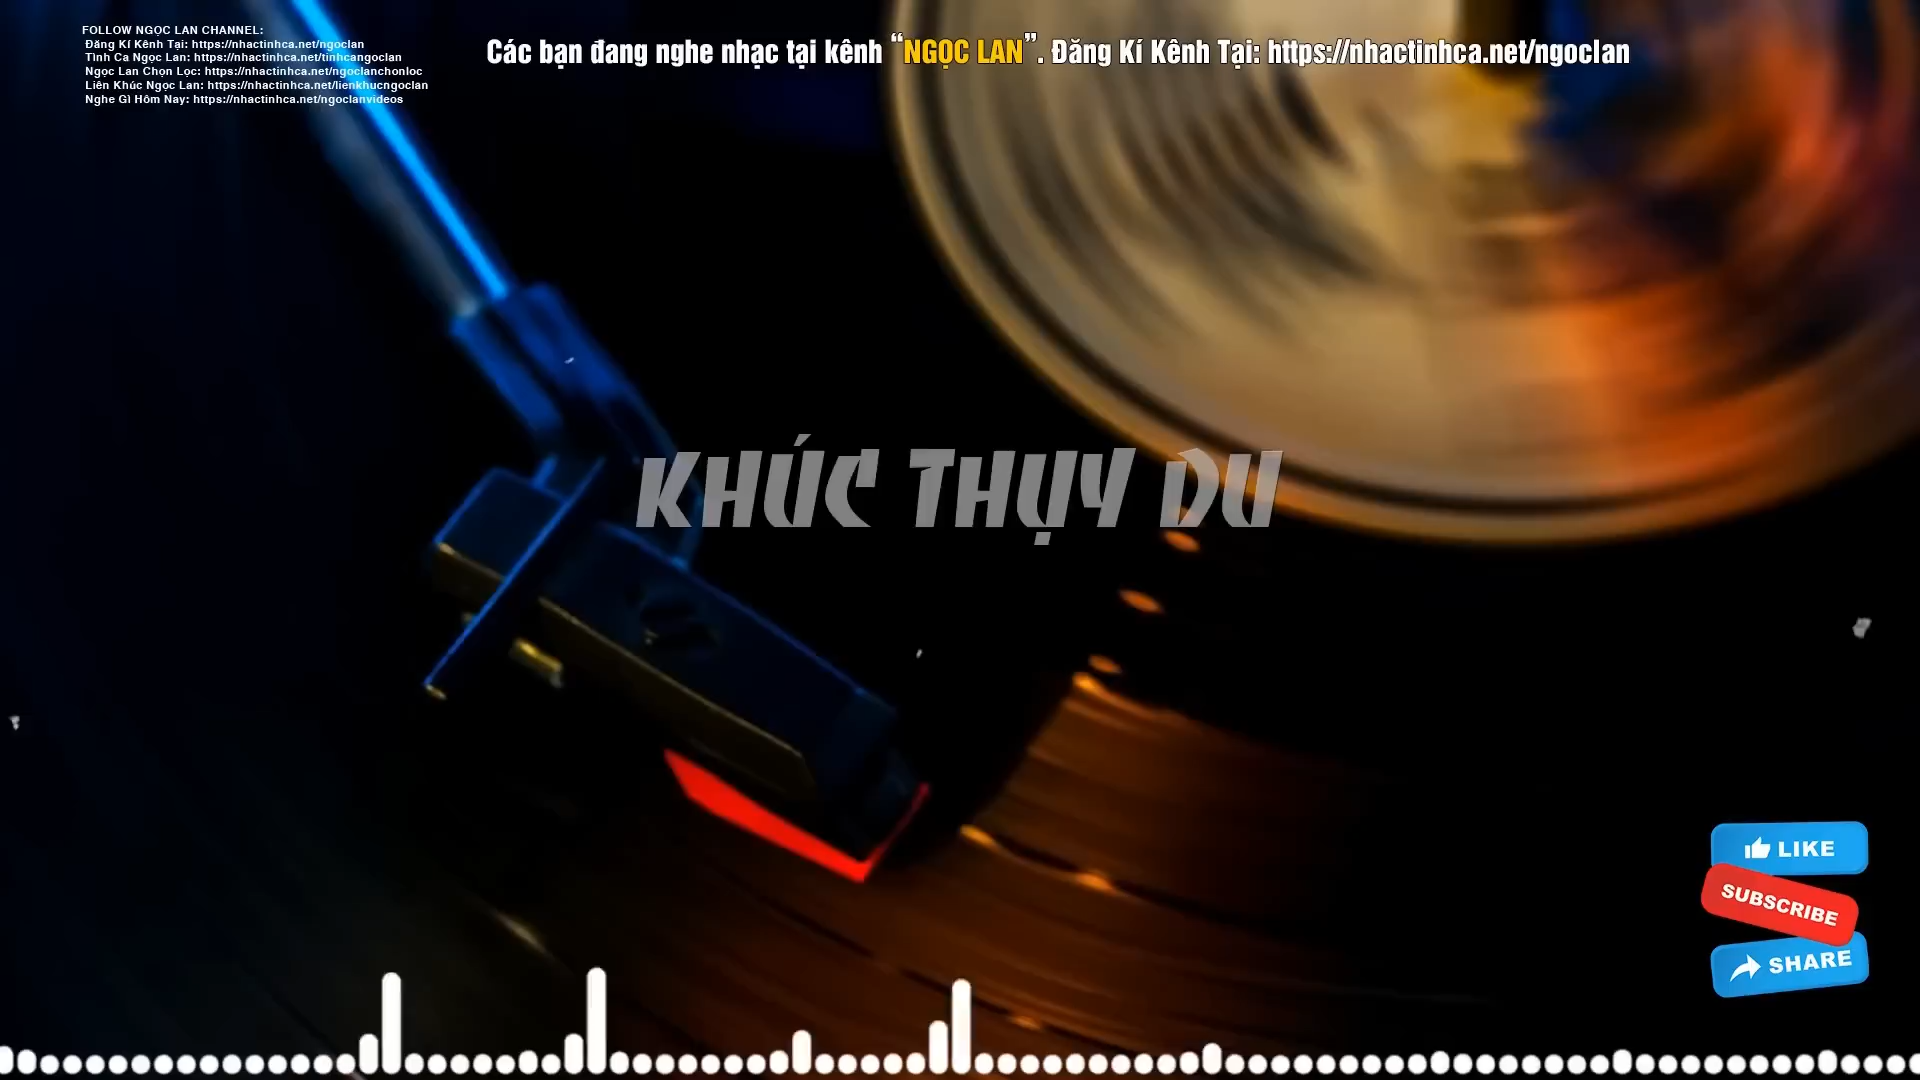 FOLLOW NGỌC LAN CHANNEL:
Đăng Kí Kênh Tại: https://nhactinhca.net/ngoclan
Tình Ca Ngọc Lan: https://nhactinhca.net/tinhcangoclan
Ngọc Lan Chọn Lọc: https://nhactinhca.net/ngoclanchonloc
Liên Khúc Ngọc Lan: https://nhactinhca.net/lienkhucngoclan
Nghe Gì Hôm Nay: https://nhactinhca.net/ngoclanvideos
Các bạn đang nghe nhạc tại kênh “NGỌC LAN”. Đăng Kí Kênh Tại: https://nhactinhca.net/ngoclan
KHÚC THỤY DU
LIKE
SUBSCRIBE
SHARE